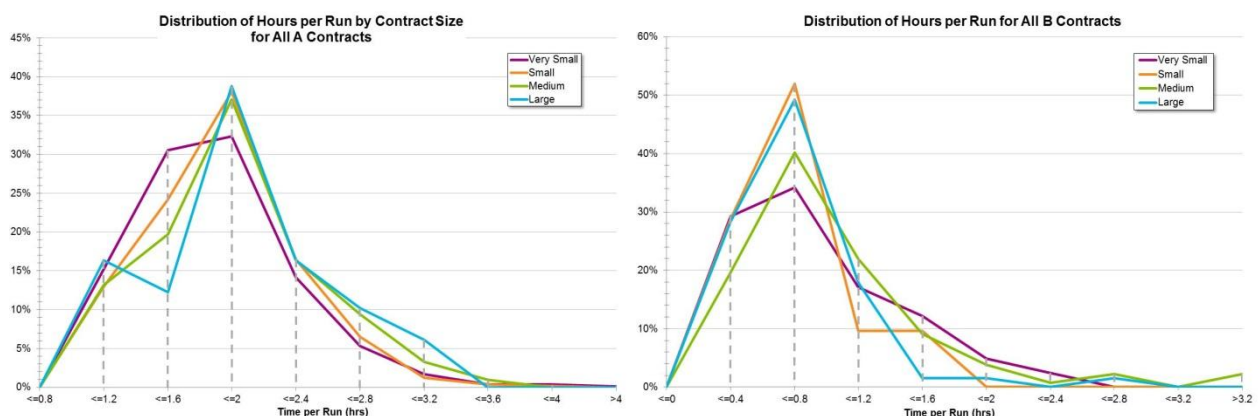 Distribution of Hours per Run by Contract Size
for All A Contracts
45%
40%
35%
30%
25%
20%
15%
10%
5%
0%
Very Small
Small
Medium
Large
<=0.8 <=1.2 <=1.6 <=2 <=2.4 <=2.8 <=3.2 <=3.6 <=4 >4
Time per Run (hrs)
Distribution of Hours per Run for All B Contracts
60%
50%
40%
30%
20%
10%
0%
Very Small
Small
Medium
Large
<=0 <=0.4 <=0.8 <=1.2 <=1.6 <=2 <=2.4 <=2.8 <=3.2 >3.2
Time per Run (hrs)